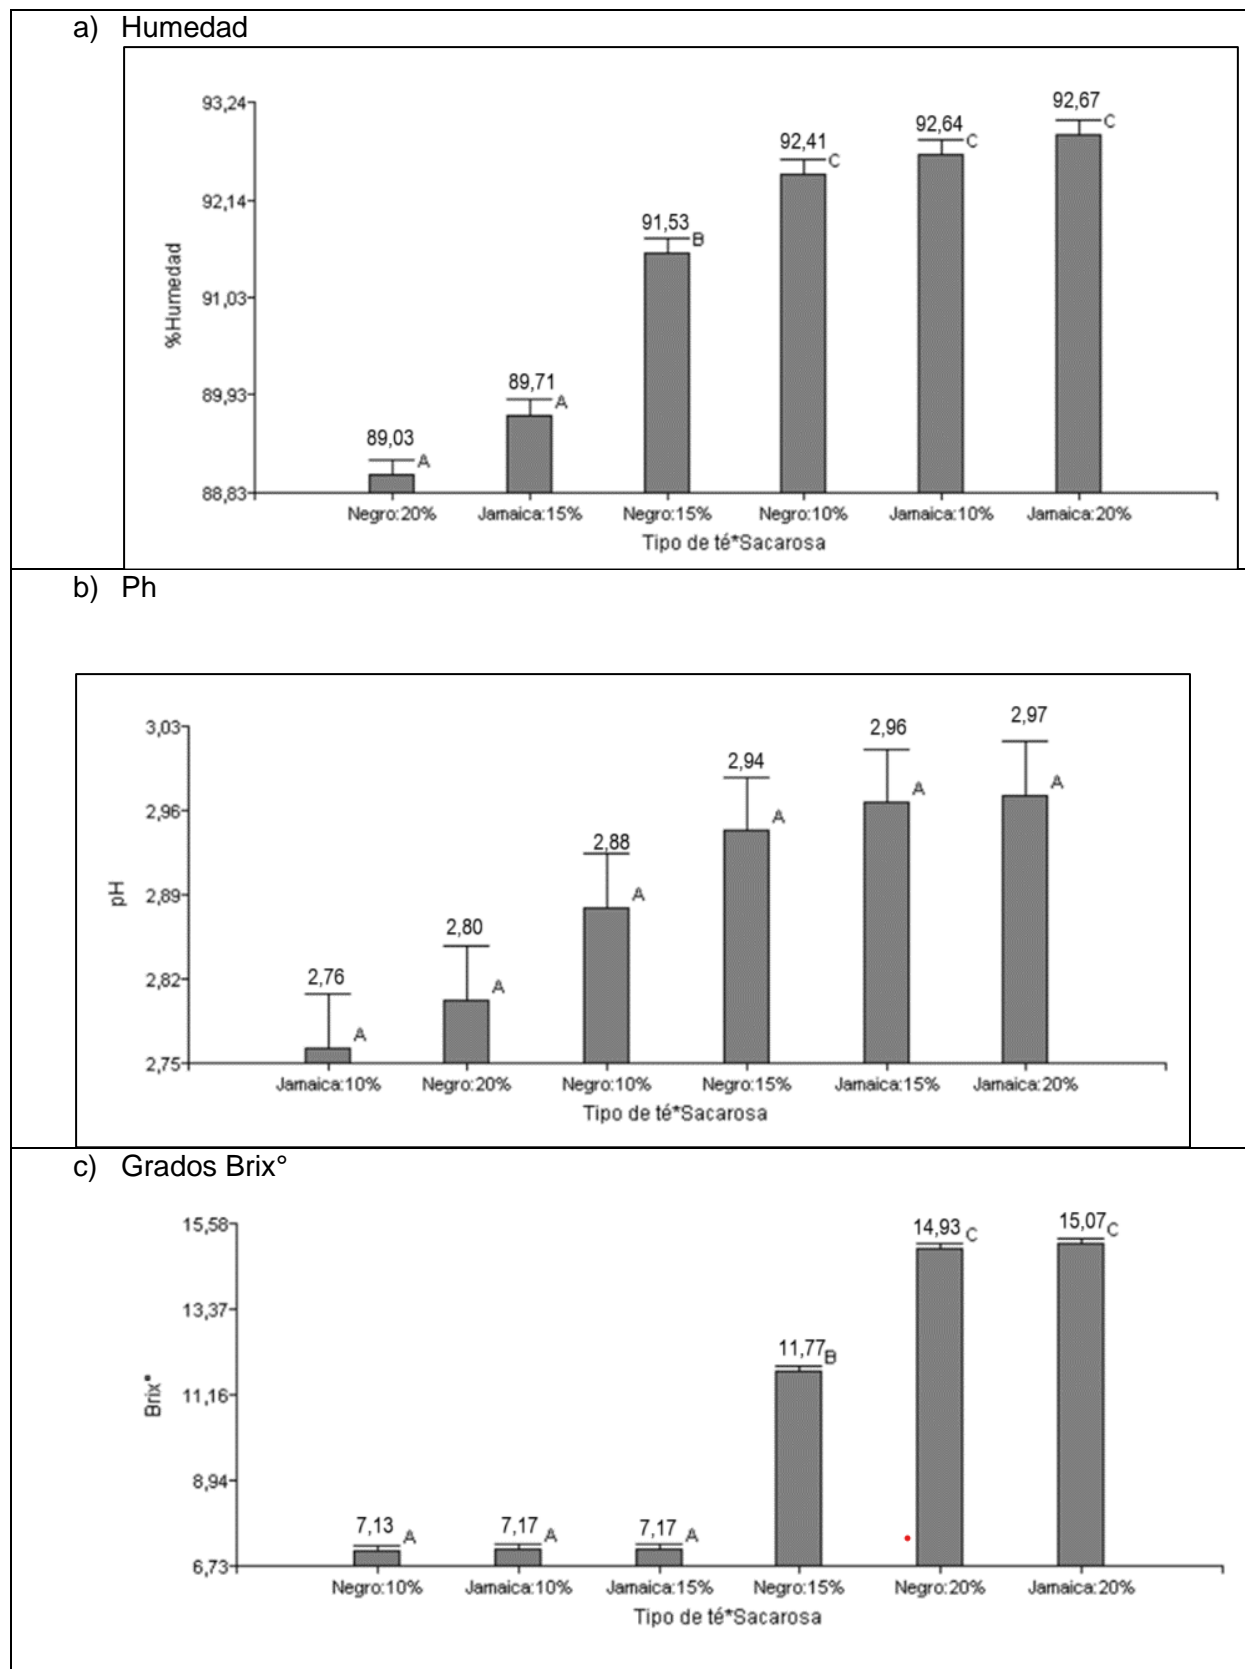 a) Humedad
93,24
92,14
91,03
89,93
88,83
%Humedad
89,03
A
89,71
A
91,53
B
92,41
C
92,64
C
92,67
C
Negro:20% Jamaica:15% Negro:15% Negro:10% Jamaica:10% Jamaica:20%
Tipo de té*Sacarosa
b) Ph
3,03
2,96
2,89
2,82
2,75
pH
2,76
A
2,80
A
2,88
A
2,94
A
2,96
A
2,97
A
Jamaica:10% Negro:20% Negro:10% Negro:15% Jamaica:15% Jamaica:20%
Tipo de té*Sacarosa
c) Grados Brix°
15,58
13,37
11,16
8,94
6,73
Brix°
7,13
A
7,17
A
7,17
A
11,77
B
14,93
C
15,07
C
Negro:10% Jamaica:10% Jamaica:15% Negro:15% Negro:20% Jamaica:20%
Tipo de té*Sacarosa